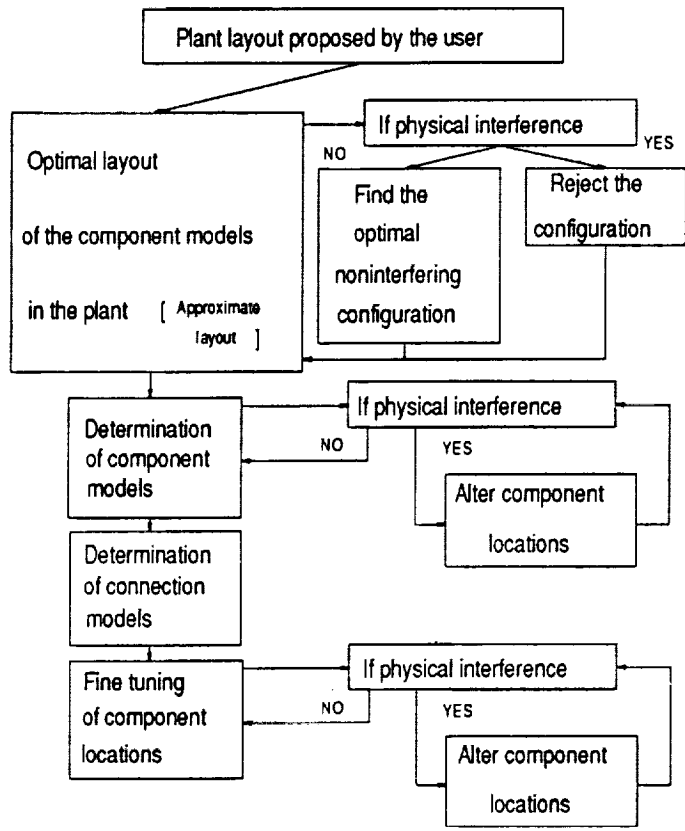 Plant layout proposed by the user
If physical interference
NO
YES
Optimal layout
of the component models
in the plant [ Approximate
layout ]
Find the
optimal
noninterfering
configuration
Reject the
configuration
Determination
of component
models
If physical interference
NO
YES
Alter component
locations
Determination
of connection
models
Fine tuning
of component
locations
If physical interference
NO
YES
Alter component
locations